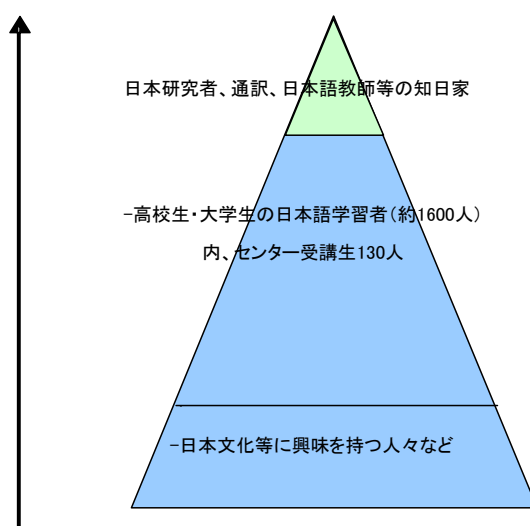 日本研究者、通訳、日本語教師等の知日家
−高校生・大学生の日本語学習者（約1600人）
内、センター受講生130人
−日本文化等に興味を持つ人々など